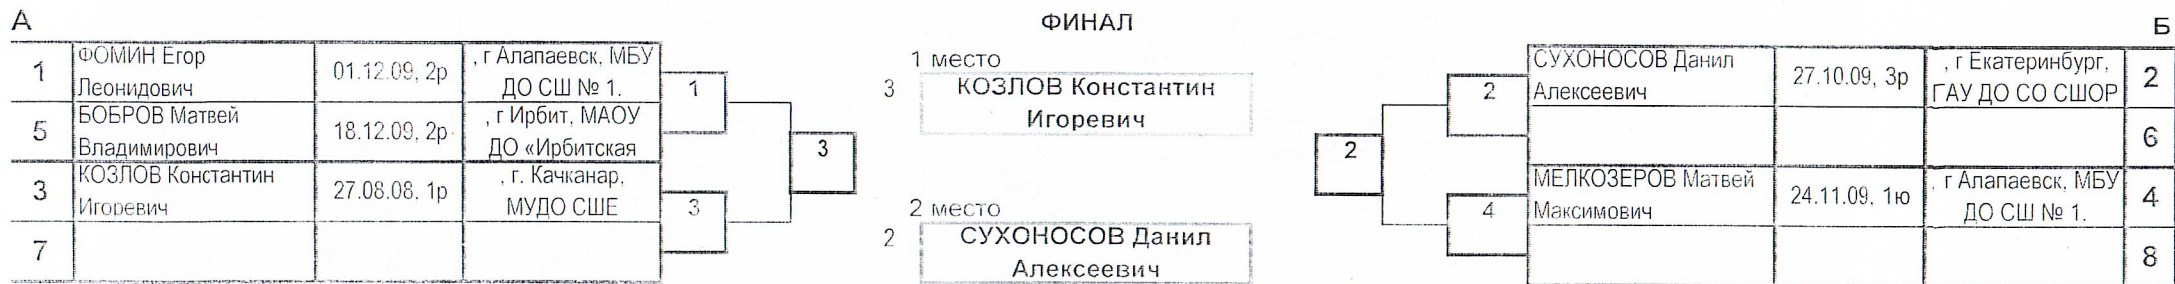 А
ФИНАЛ
Б
1
ФОМИН Егор
Леонидович
01.12.09, 2р
, г Алапаевск, МБУ
ДО СШ № 1.
5
БОБРОВ Матвей
Владимирович
18.12.09, 2р
, г Ирбит, МАОУ
ДО «Ирбитская
3
КОЗЛОВ Константин
Игоревич
27.08.08, 1р
, г. Качканар,
МУДО СШЕ
7
1
3
3
1 место
3
КОЗЛОВ Константин
Игоревич
2 место
2
СУХОНОСОВ Данил
Алексеевич
2
2
4
СУХОНОСОВ Данил
Алексеевич
27.10.09, 3р
, г Екатеринбург,
ГАУ ДО СО СШОР
2
6
МЕЛКОЗЕРОВ Матвей
Максимович
24.11.09, 1ю
, г Алапаевск, МБУ
ДО СШ № 1.
4
8